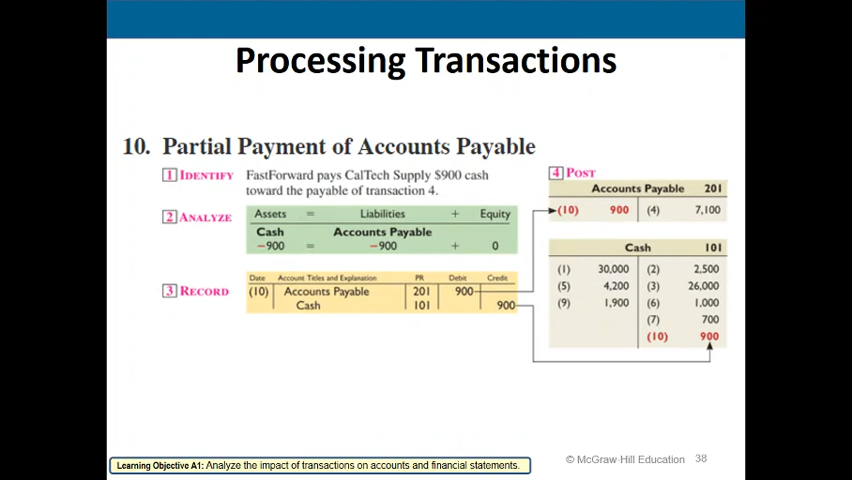 Processing Transactions
10. Partial Payment of Accounts Payable
1 IDENTIFY FastForward pays CalTech Supply $900 cash
toward the payable of transaction 4.
2 ANALYZE
Assets = Liabilities + Equity
Cash Accounts Payable
−900 = −900 + 0
3 RECORD
Date Account Titles and Explanation PR Debit Credit
(10) Accounts Payable 201 900
Cash 101 900
4 POST
Accounts Payable 201
(10) 900 (4) 7,100
Cash 101
(1) 30,000 (2) 2,500
(5) 4,200 (3) 26,000
(9) 1,900 (6) 1,000
(7) 700
(10) 900
Learning Objective A1: Analyze the impact of transactions on accounts and financial statements.
© McGraw-Hill Education 38